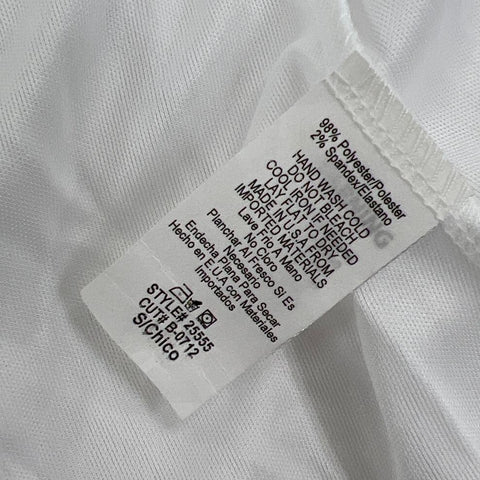 98% Polyester/Polester
2% Spandex/Elastano
HAND WASH COLD
DO NOT BLEACH
COOL IRON IF NEEDED
LAY FLAT TO DRY
MADE IN U.S.A FROM
IMPORTED MATERIALS
Lave Frio A Mano
No Cloro
Planchar Al Fresco Si Es
Necesario
Endecha Plana Para Secar
Hecho en E.U.A con Materiales
Importados
STYLE# 25555
CUT# B-0712
S/Chico